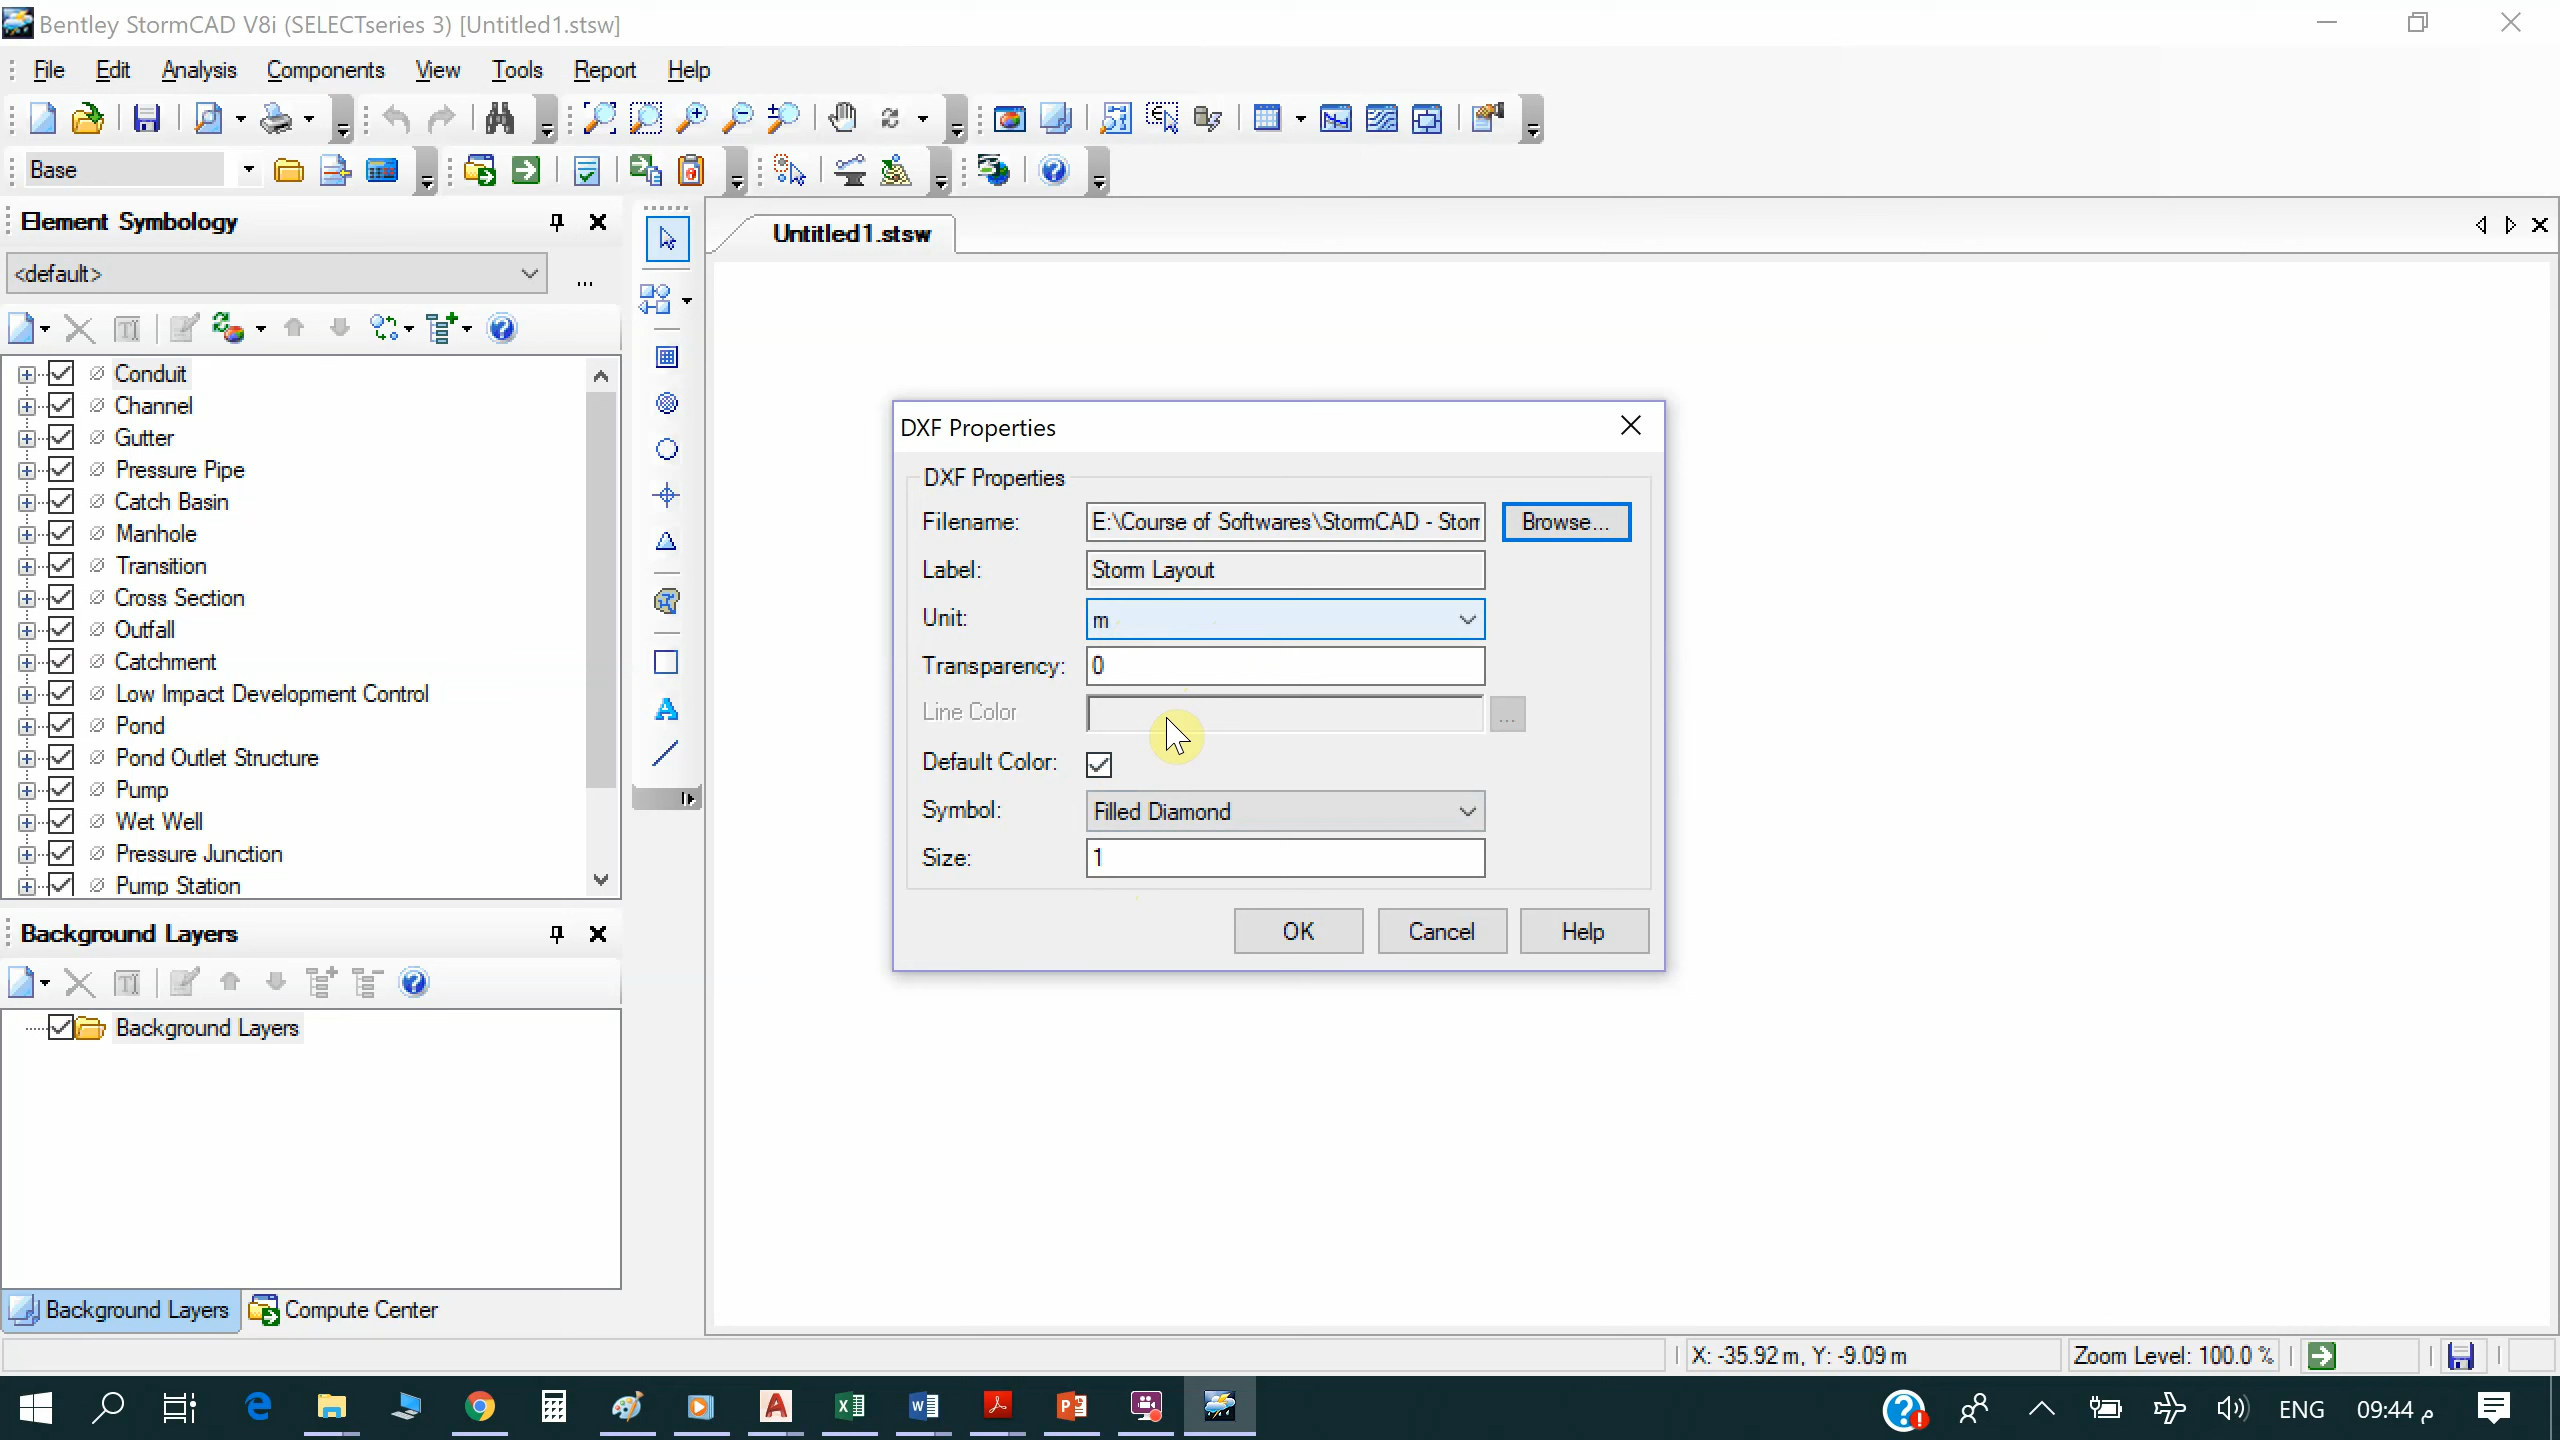 Bentley StormCAD V8i (SELECTseries 3) [Untitled1.stsw]
File Edit Analysis Components View Tools Report Help
Base
Element Symbology
<default>
Conduit
Channel
Gutter
Pressure Pipe
Catch Basin
Manhole
Transition
Cross Section
Outfall
Catchment
Low Impact Development Control
Pond
Pond Outlet Structure
Pump
Wet Well
Pressure Junction
Pump Station
Background Layers
Background Layers
Background Layers Compute Center
Untitled1.stsw
DXF Properties
DXF Properties
Filename: E:\Course of Softwares\StormCAD - Storm Browse...
Label: Storm Layout
Unit: m
Transparency: 0
Line Color ...
Default Color:
Symbol: Filled Diamond
Size: 1
OK Cancel Help
X: -35.92 m, Y: -9.09 m Zoom Level: 100.0 %
ENG 09:44 م